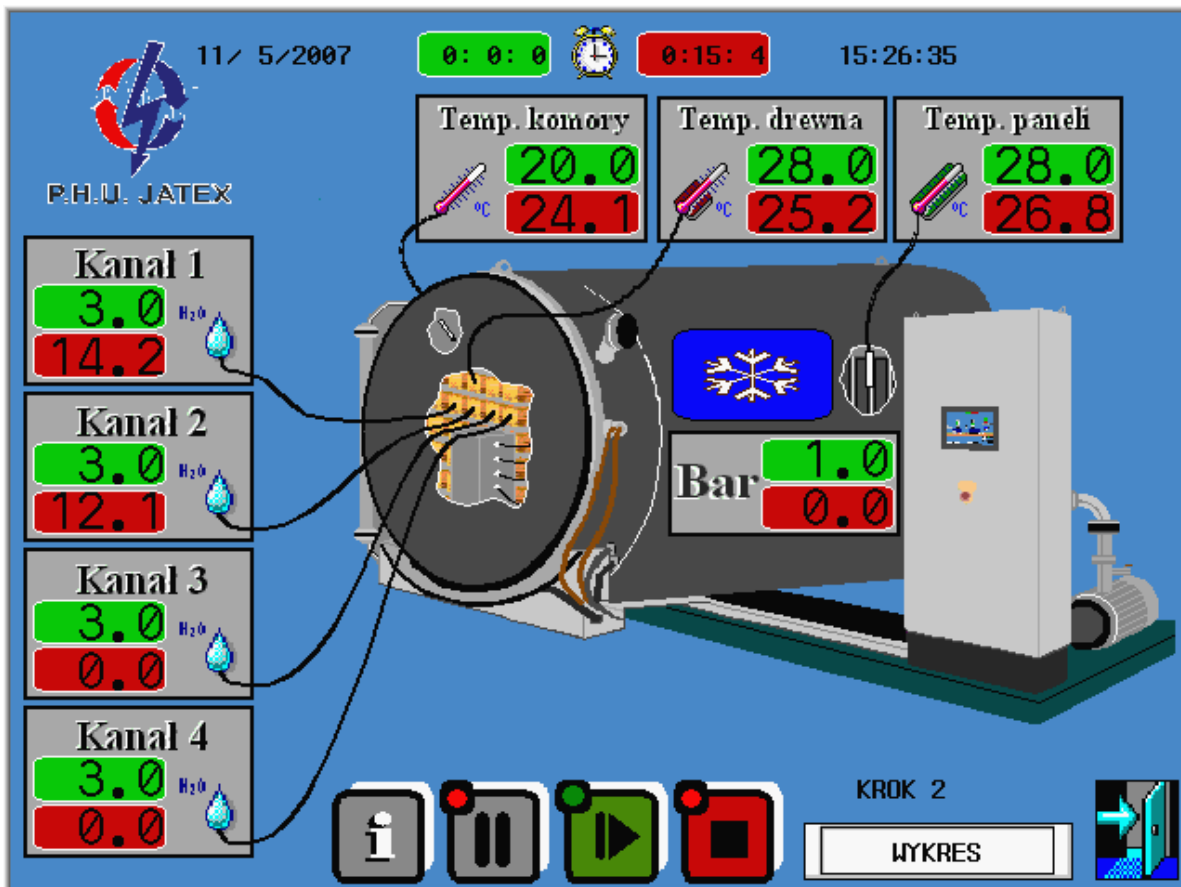 11/ 5/2007
0: 0: 0
0:15: 4
15:26:35
P.H.U. JATEX
Temp. komory
20.0
24.1
°C
Temp. drewna
28.0
25.2
°C
Temp. paneli
28.0
26.8
°C
Kanał 1
3.0
14.2
H₂O
Kanał 2
3.0
12.1
H₂O
Kanał 3
3.0
0.0
H₂O
Kanał 4
3.0
0.0
H₂O
Bar
1.0
0.0
i
KROK 2
WYKRES